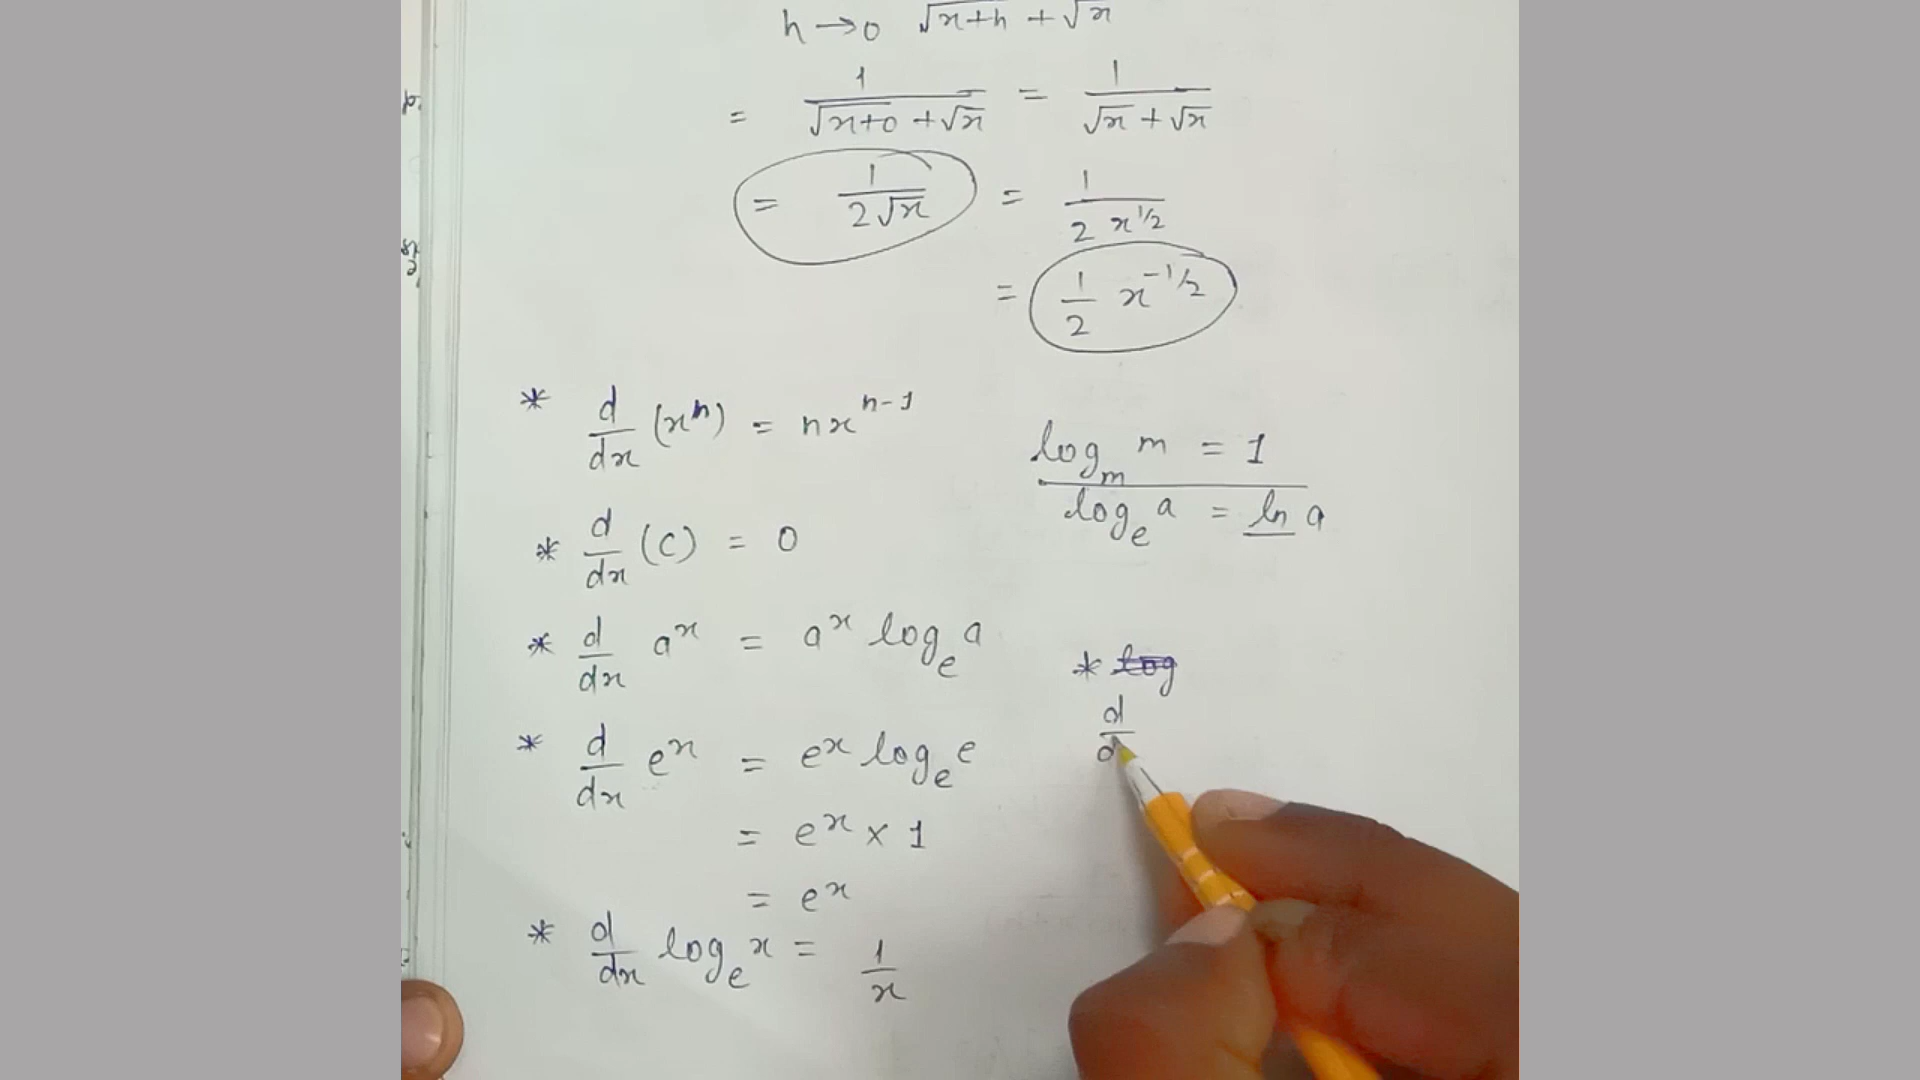 h→0 √x+h + √x
= 1/(√x+0 + √x) = 1/(√x + √x)
= 1/(2√x) = 1/(2 x^1/2)
= 1/2 x^-1/2
* d/dx (x^n) = nx^n-1
log_m m = 1
log_e a = ln a
* d/dx (c) = 0
* d/dx a^x = a^x log_e a
* d/dx e^x = e^x log_e e
= e^x × 1
= e^x
* d/dx log_e x = 1/x
* log
d/d